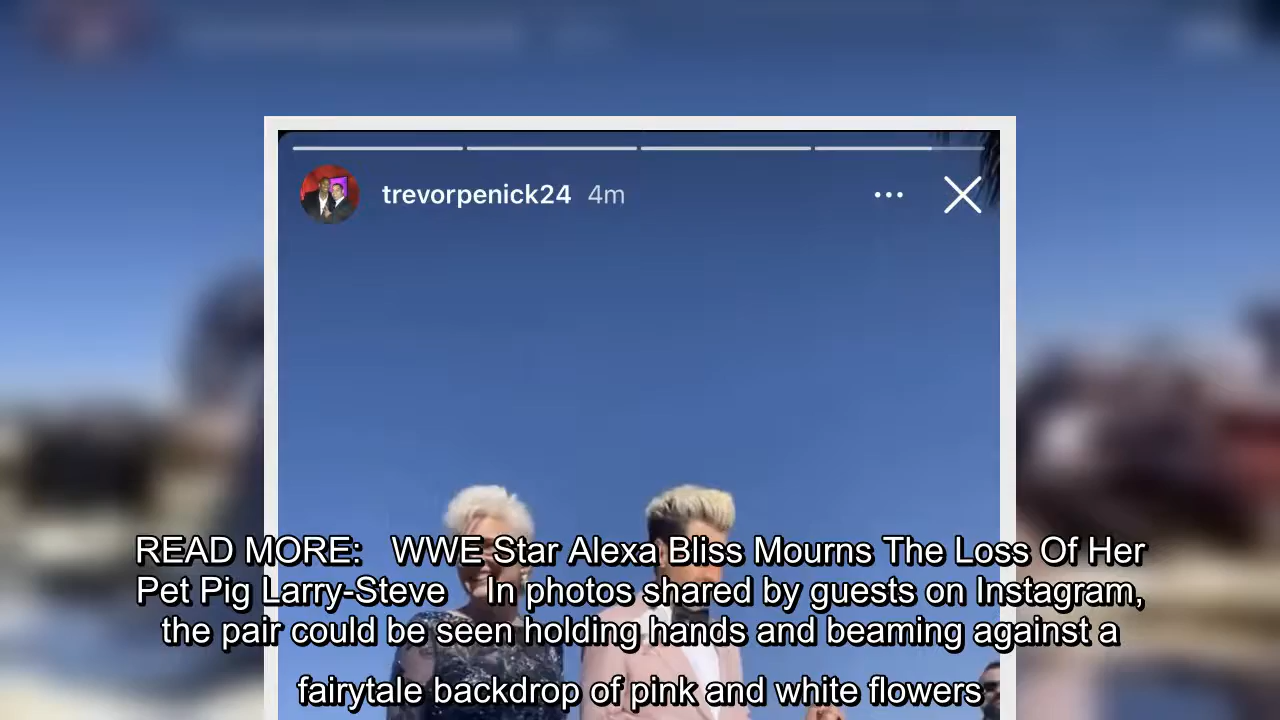 trevorpenick24 4m
READ MORE: WWE Star Alexa Bliss Mourns The Loss Of Her
Pet Pig Larry-Steve In photos shared by guests on Instagram,
the pair could be seen holding hands and beaming against a
fairytale backdrop of pink and white flowers